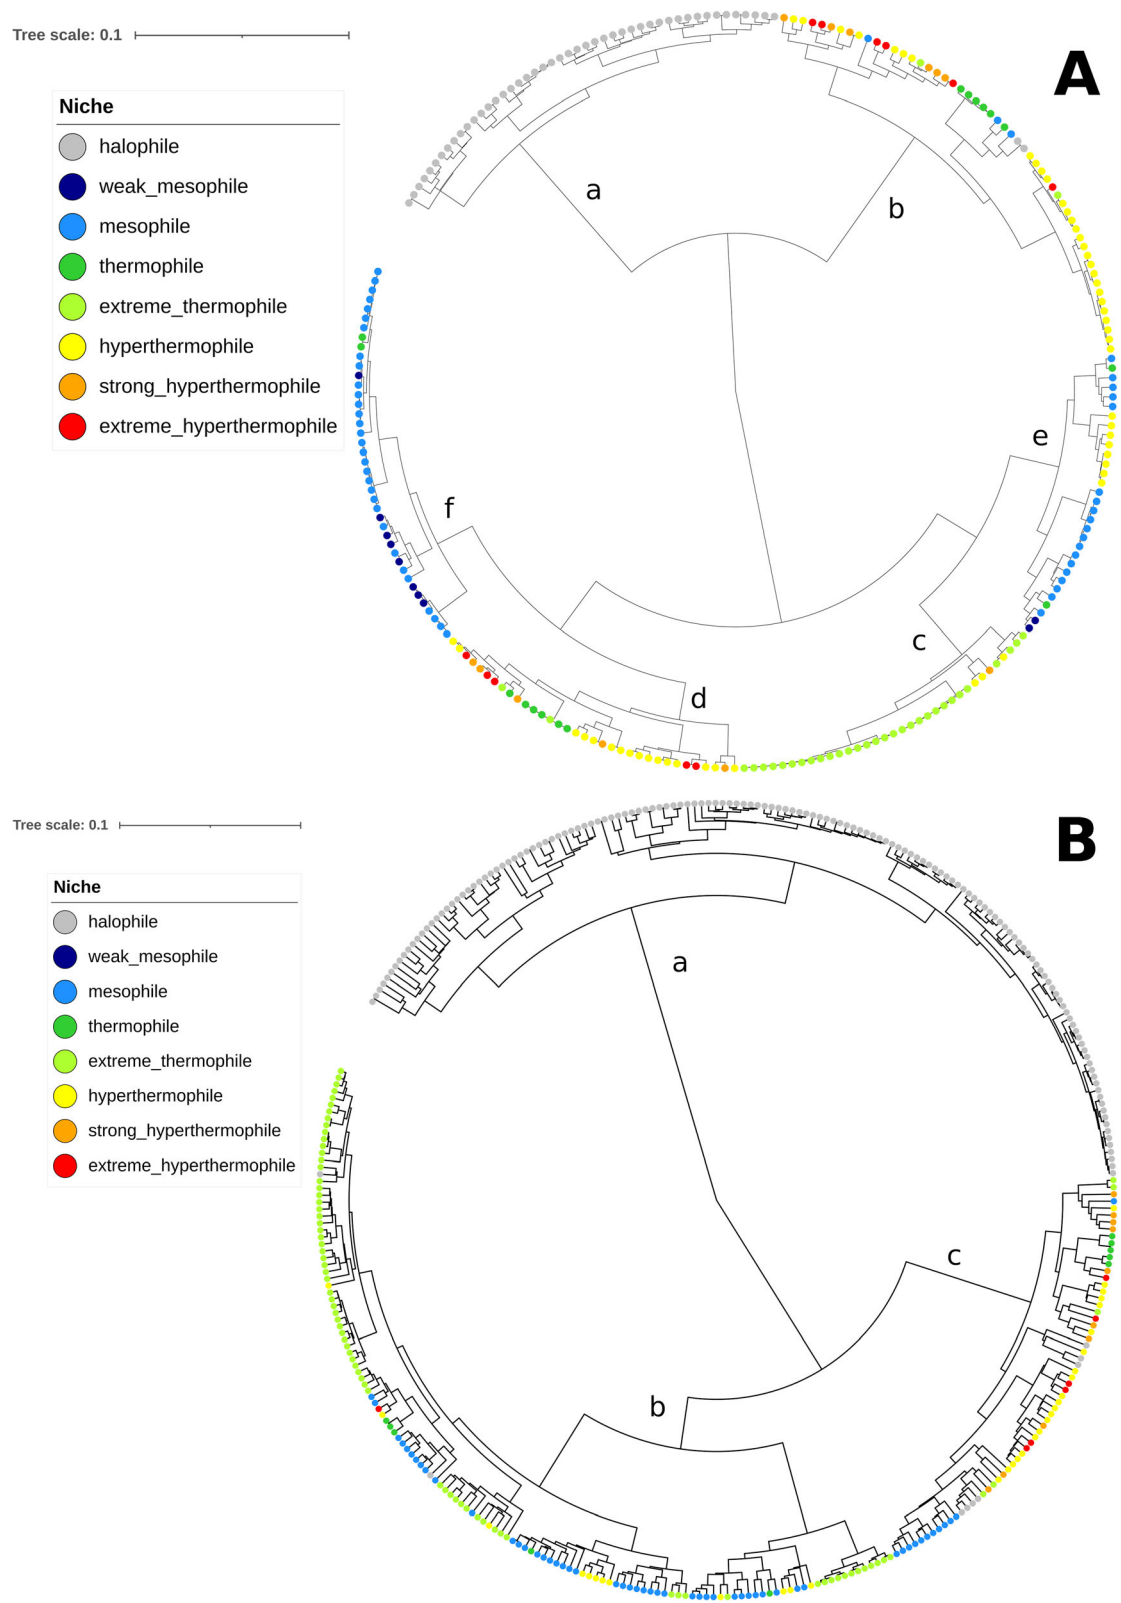 Tree scale: 0.1
A
Niche
halophile
weak_mesophile
mesophile
thermophile
extreme_thermophile
hyperthermophile
strong_hyperthermophile
extreme_hyperthermophile
a
b
e
f
c
d
Tree scale: 0.1
B
Niche
halophile
weak_mesophile
mesophile
thermophile
extreme_thermophile
hyperthermophile
strong_hyperthermophile
extreme_hyperthermophile
a
c
b